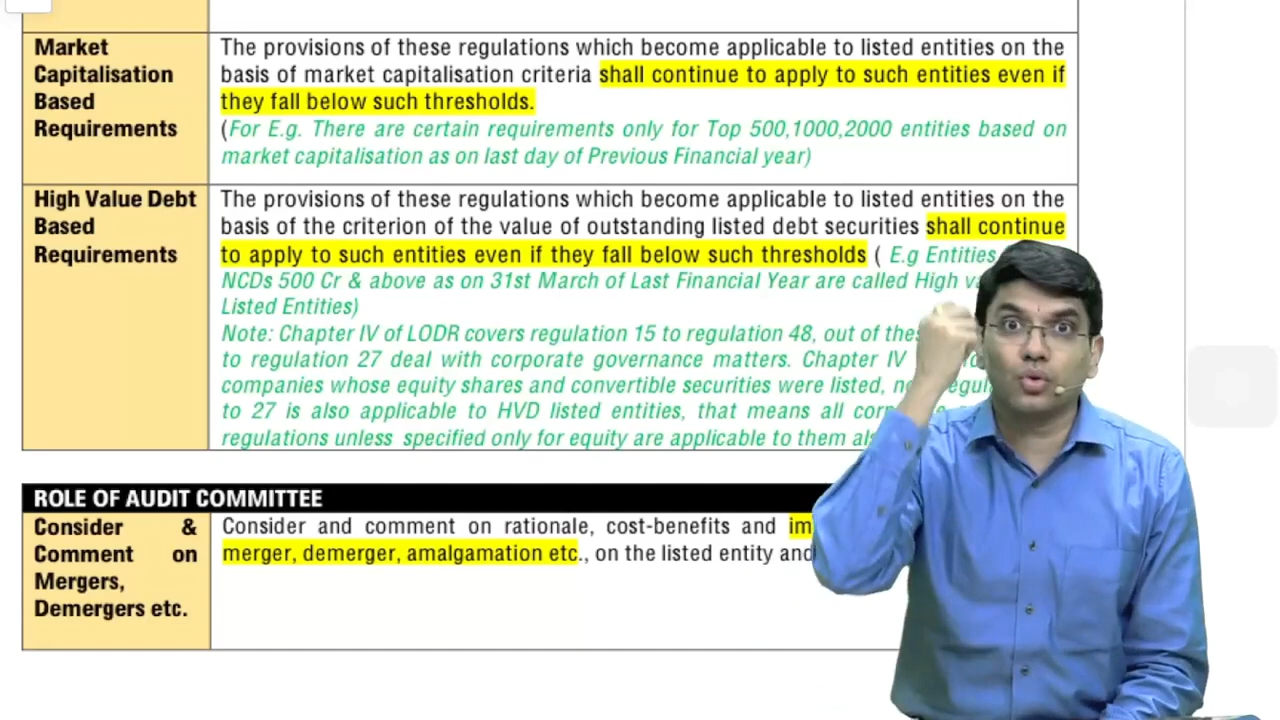 Market
Capitalisation
Based
Requirements
The provisions of these regulations which become applicable to listed entities on the
basis of market capitalisation criteria shall continue to apply to such entities even if
they fall below such thresholds.
(For E.g. There are certain requirements only for Top 500,1000,2000 entities based on
market capitalisation as on last day of Previous Financial year)
High Value Debt
Based
Requirements
The provisions of these regulations which become applicable to listed entities on the
basis of the criterion of the value of outstanding listed debt securities shall continue
to apply to such entities even if they fall below such thresholds ( E.g Entities
NCDs 500 Cr & above as on 31st March of Last Financial Year are called High
Listed Entities)
Note: Chapter IV of LODR covers regulation 15 to regulation 48, out of
to regulation 27 deal with corporate governance matters. Chapter IV
companies whose equity shares and convertible securities were listed,
to 27 is also applicable to HVD listed entities, that means all
regulations unless specified only for equity are applicable to them
ROLE OF AUDIT COMMITTEE
Consider &
Comment on
Mergers,
Demergers etc.
Consider and comment on rationale, cost-benefits and
merger, demerger, amalgamation etc., on the listed entity and